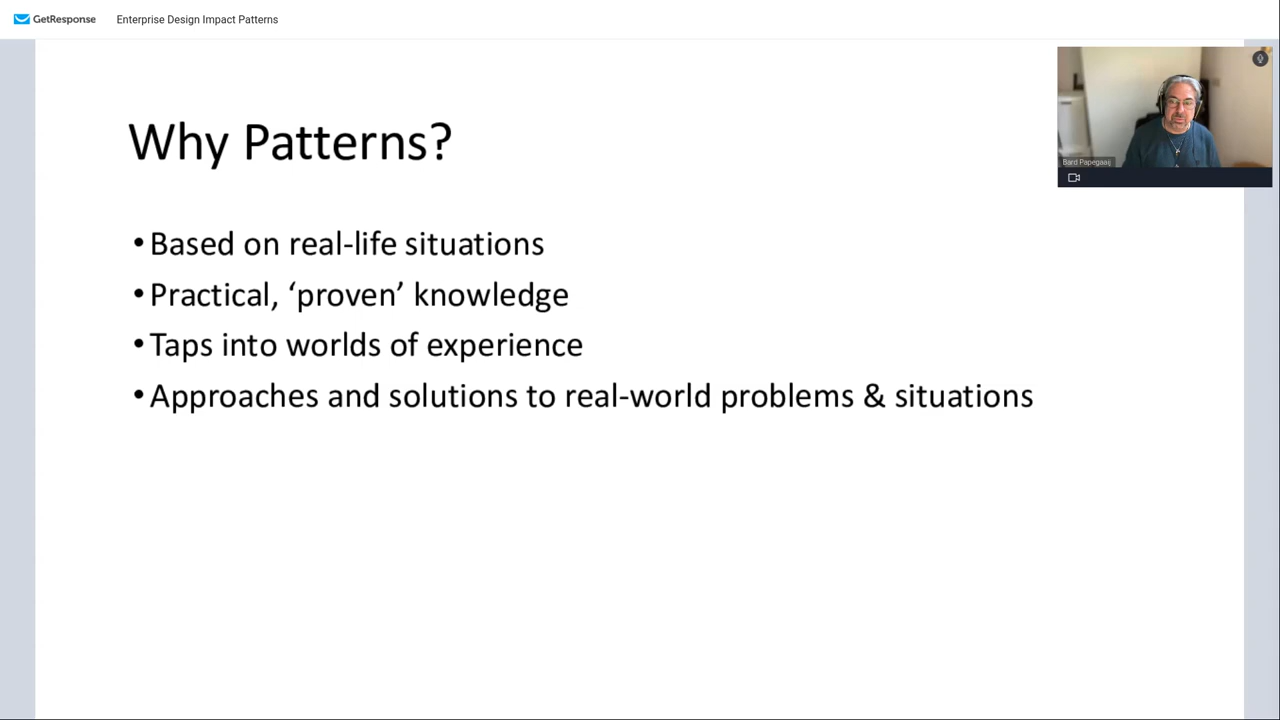 GetResponse Enterprise Design Impact Patterns
Why Patterns?
• Based on real-life situations
• Practical, ‘proven’ knowledge
• Taps into worlds of experience
• Approaches and solutions to real-world problems & situations
Bard Papegaaij